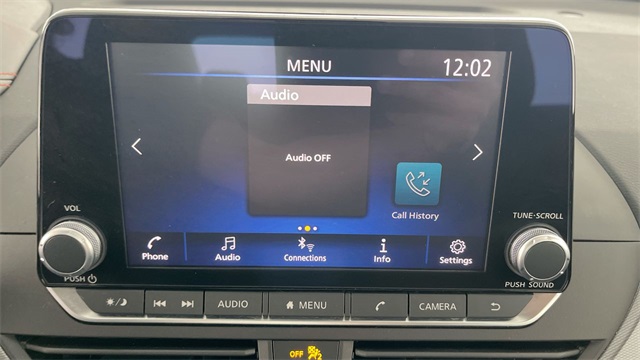 MENU 12:02
Audio
Audio OFF
Call History
VOL
TUNE·SCROLL
Phone Audio Connections Info Settings
PUSH
PUSH SOUND
AUDIO MENU CAMERA
OFF